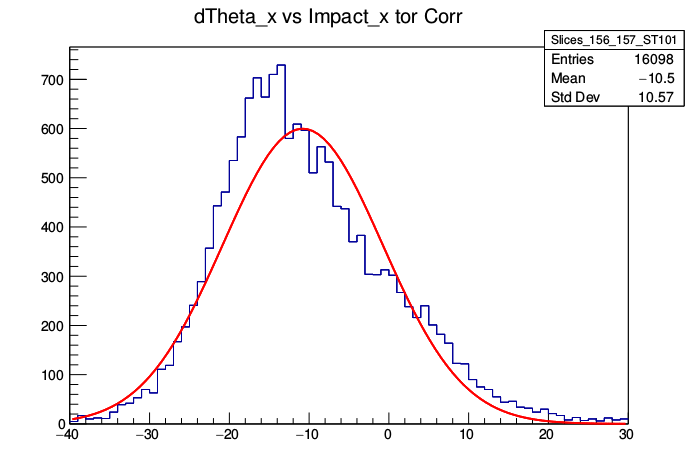 dTheta_x vs Impact_x tor Corr
Slices_156_157_ST101
Entries 16098
Mean −10.5
Std Dev 10.57
700
600
500
400
300
200
100
0
−40 −30 −20 −10 0 10 20 30